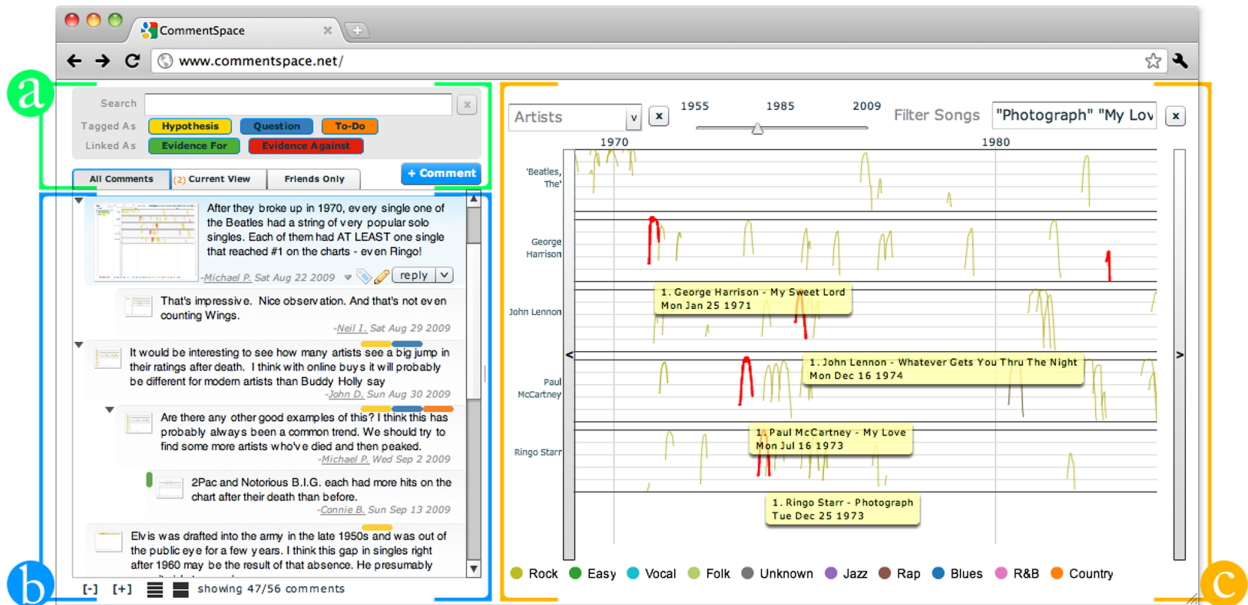 CommentSpace
www.commentspace.net/
a
Search
Tagged As Hypothesis Question To-Do
Linked As Evidence For Evidence Against
All Comments (2) Current View Friends Only + Comment
After they broke up in 1970, every single one of
the Beatles had a string of very popular solo
singles. Each of them had AT LEAST one single
that reached #1 on the charts - even Ringo!
-Michael P. Sat Aug 22 2009 reply
That's impressive. Nice observation. And that's not even
counting Wings.
-Neil I. Sat Aug 29 2009
It would be interesting to see how many artists see a big jump in
their ratings after death. I think with online buys it will probably
be different for modern artists than Buddy Holly say
-John D. Sun Aug 30 2009
Are there any other good examples of this? I think this has
probably always been a common trend. We should try to
find some more artists who've died and then peaked.
-Michael P. Wed Sep 2 2009
2Pac and Notorious B.I.G. each had more hits on the
chart after their death than before.
-Connie B. Sun Sep 13 2009
Elvis was drafted into the army in the late 1950s and was out of
the public eye for a few years. I think this gap in singles right
after 1960 may be the result of that absence. He presumably
b
[-] [+] showing 47/56 comments
Artists v x 1955 1985 2009 Filter Songs "Photograph" "My Lov x
1970 1980
'Beatles,
The'
George
Harrison
1. George Harrison - My Sweet Lord
Mon Jan 25 1971
John Lennon
< >
1. John Lennon - Whatever Gets You Thru The Night
Mon Dec 16 1974
Paul
McCartney
1. Paul McCartney - My Love
Mon Jul 16 1973
Ringo Starr
1. Ringo Starr - Photograph
Tue Dec 25 1973
Rock Easy Vocal Folk Unknown Jazz Rap Blues R&B Country
c